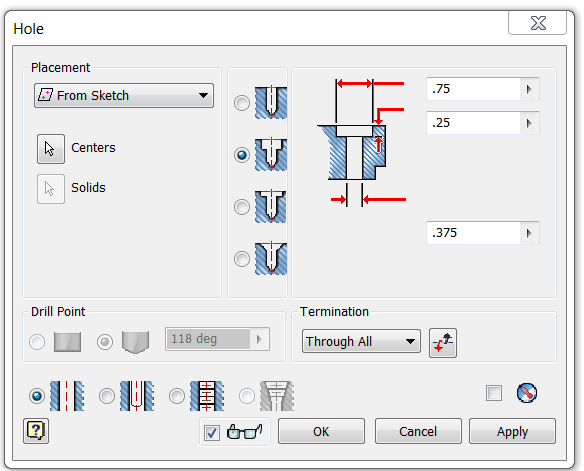 Hole
Placement
From Sketch
Centers
Solids
.75
.25
.375
Drill Point
118 deg
Termination
Through All
?
OK
Cancel
Apply